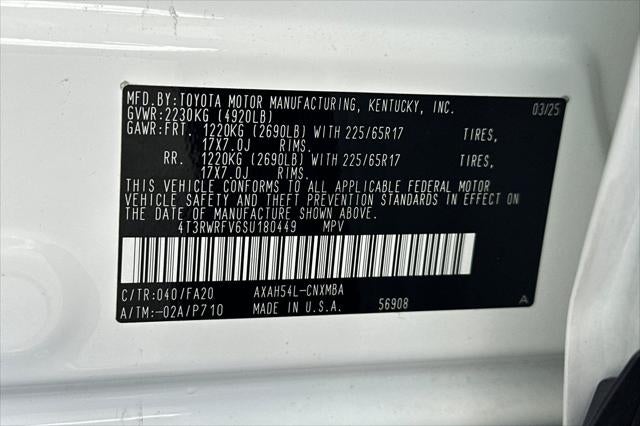 MFD.BY:TOYOTA MOTOR MANUFACTURING, KENTUCKY, INC. 03/25
GVWR:2230KG (4920LB)
GAWR:FRT. 1220KG (2690LB) WITH 225/65R17 TIRES,
17X7.0J RIMS.
RR. 1220KG (2690LB) WITH 225/65R17 TIRES,
17X7.0J RIMS.
THIS VEHICLE CONFORMS TO ALL APPLICABLE FEDERAL MOTOR
VEHICLE SAFETY AND THEFT PREVENTION STANDARDS IN EFFECT ON
THE DATE OF MANUFACTURE SHOWN ABOVE.
4T3RWRFV6SU180449 MPV
C/TR:040/FA20 AXAH54L-CNXMBA
A/TM:-02A/P710 MADE IN U.S.A. 56908 A